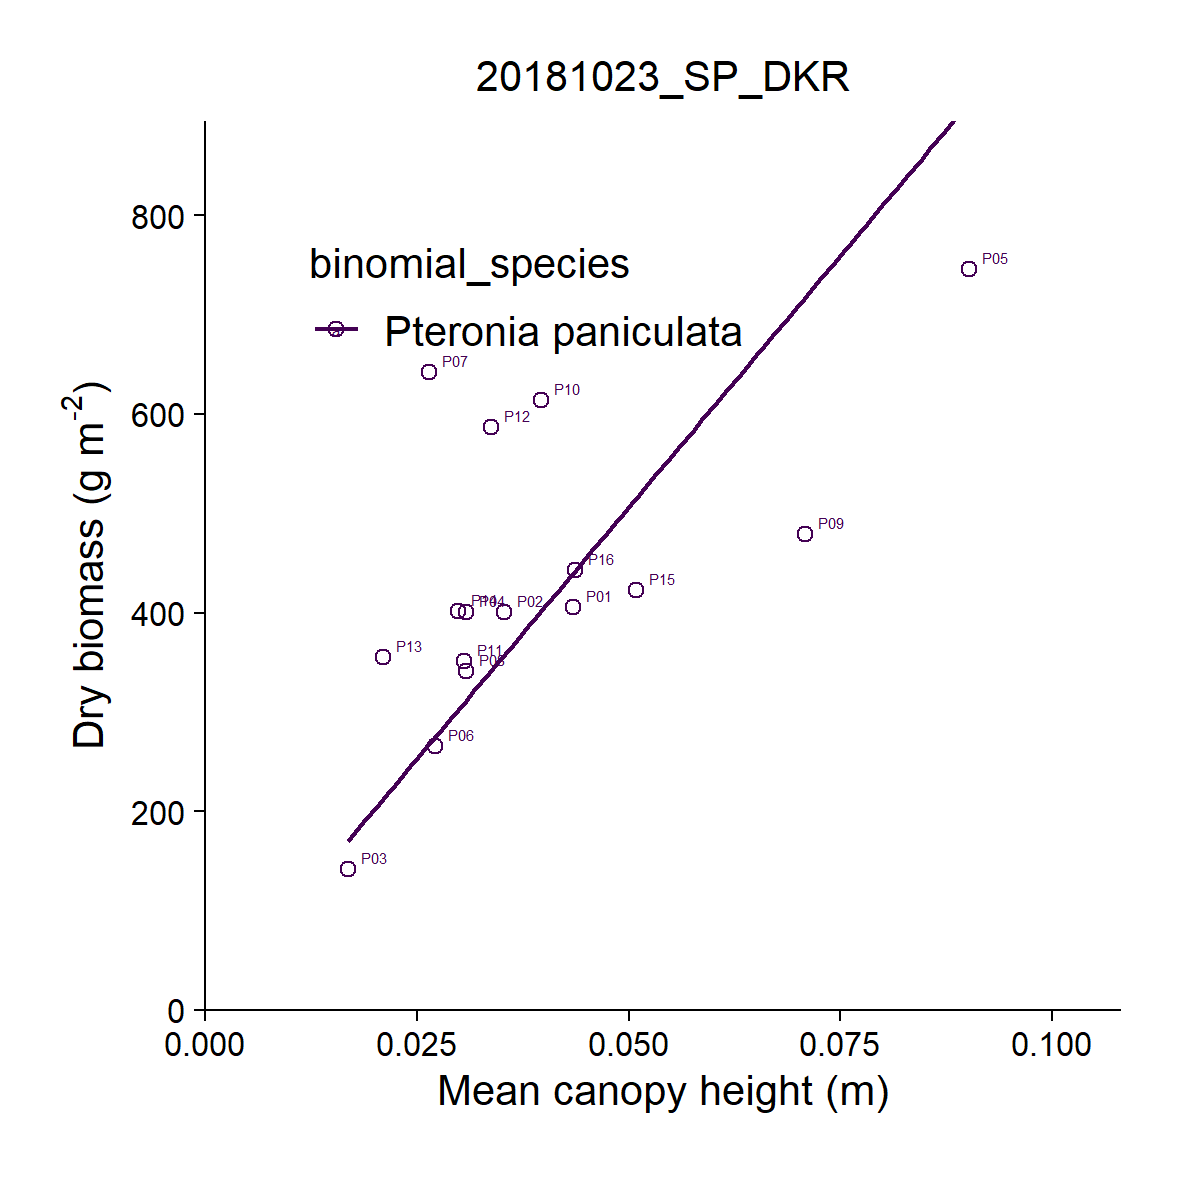 20181023_SP_DKR
800
600
400
200
0
Dry biomass (g m⁻²)
binomial_species
Pteronia paniculata
P05
P07
P10
P12
P09
P16
P15
P01
P02
P04
P13
P11
P06
P03
0.000 0.025 0.050 0.075 0.100
Mean canopy height (m)